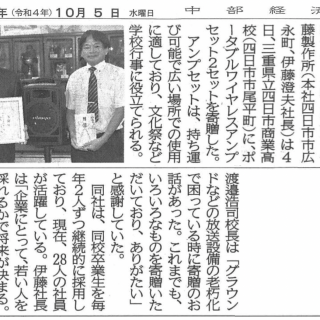 年(令和4年)10月5日 水曜日
中部経済
藤製作所(本社四日市市広
永町、伊藤澄夫社長)は4
日、三重県立四日市商業高
校(四日市市尾平町)に、ポ
ータブルワイヤレスアンプ
セット2セットを寄贈した。
アンプセットは、持ち運
び可能で広い場所での使用
に適しており、文化祭など
学校行事に役立てられる。
渡邉浩司校長は「グラウン
ドなどの放送設備の老朽化
で困っている時に寄贈のお
話があった。これまでも、
いろいろなものを寄贈いた
だいており、ありがたい」
と感謝していた。
同社は、同校卒業生を毎
年2人ずつ継続的に採用し
ており、現在、28人の社員
が活躍している。伊藤社長
は「企業にとって、若い人を
採れるかで将来が決まる。